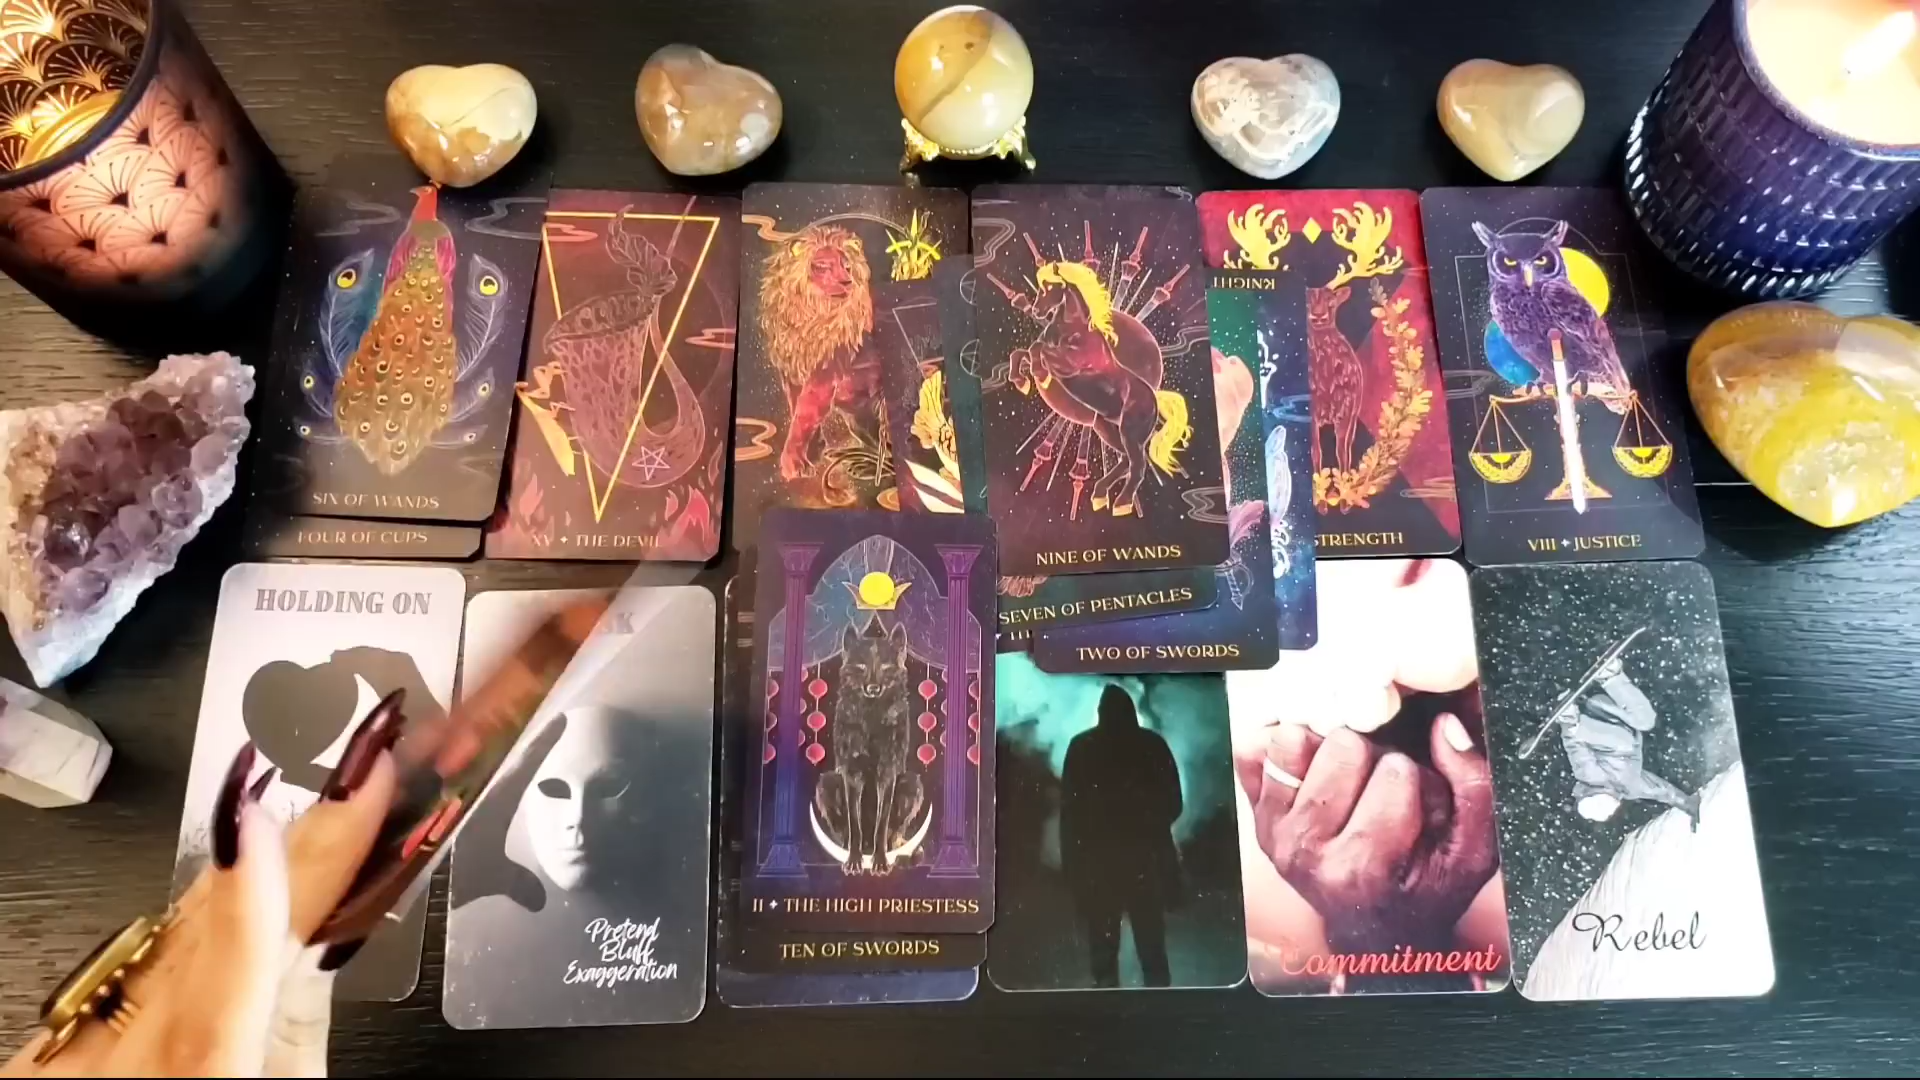 KNIGHT
SIX OF WANDS
FOUR OF CUPS
XV ✦ THE DEVIL
NINE OF WANDS
SEVEN OF PENTACLES
TWO OF SWORDS
STRENGTH
VIII ✦ JUSTICE
HOLDING ON
Pretend
Bluff
Exaggeration
II ✦ THE HIGH PRIESTESS
TEN OF SWORDS
Commitment
Rebel